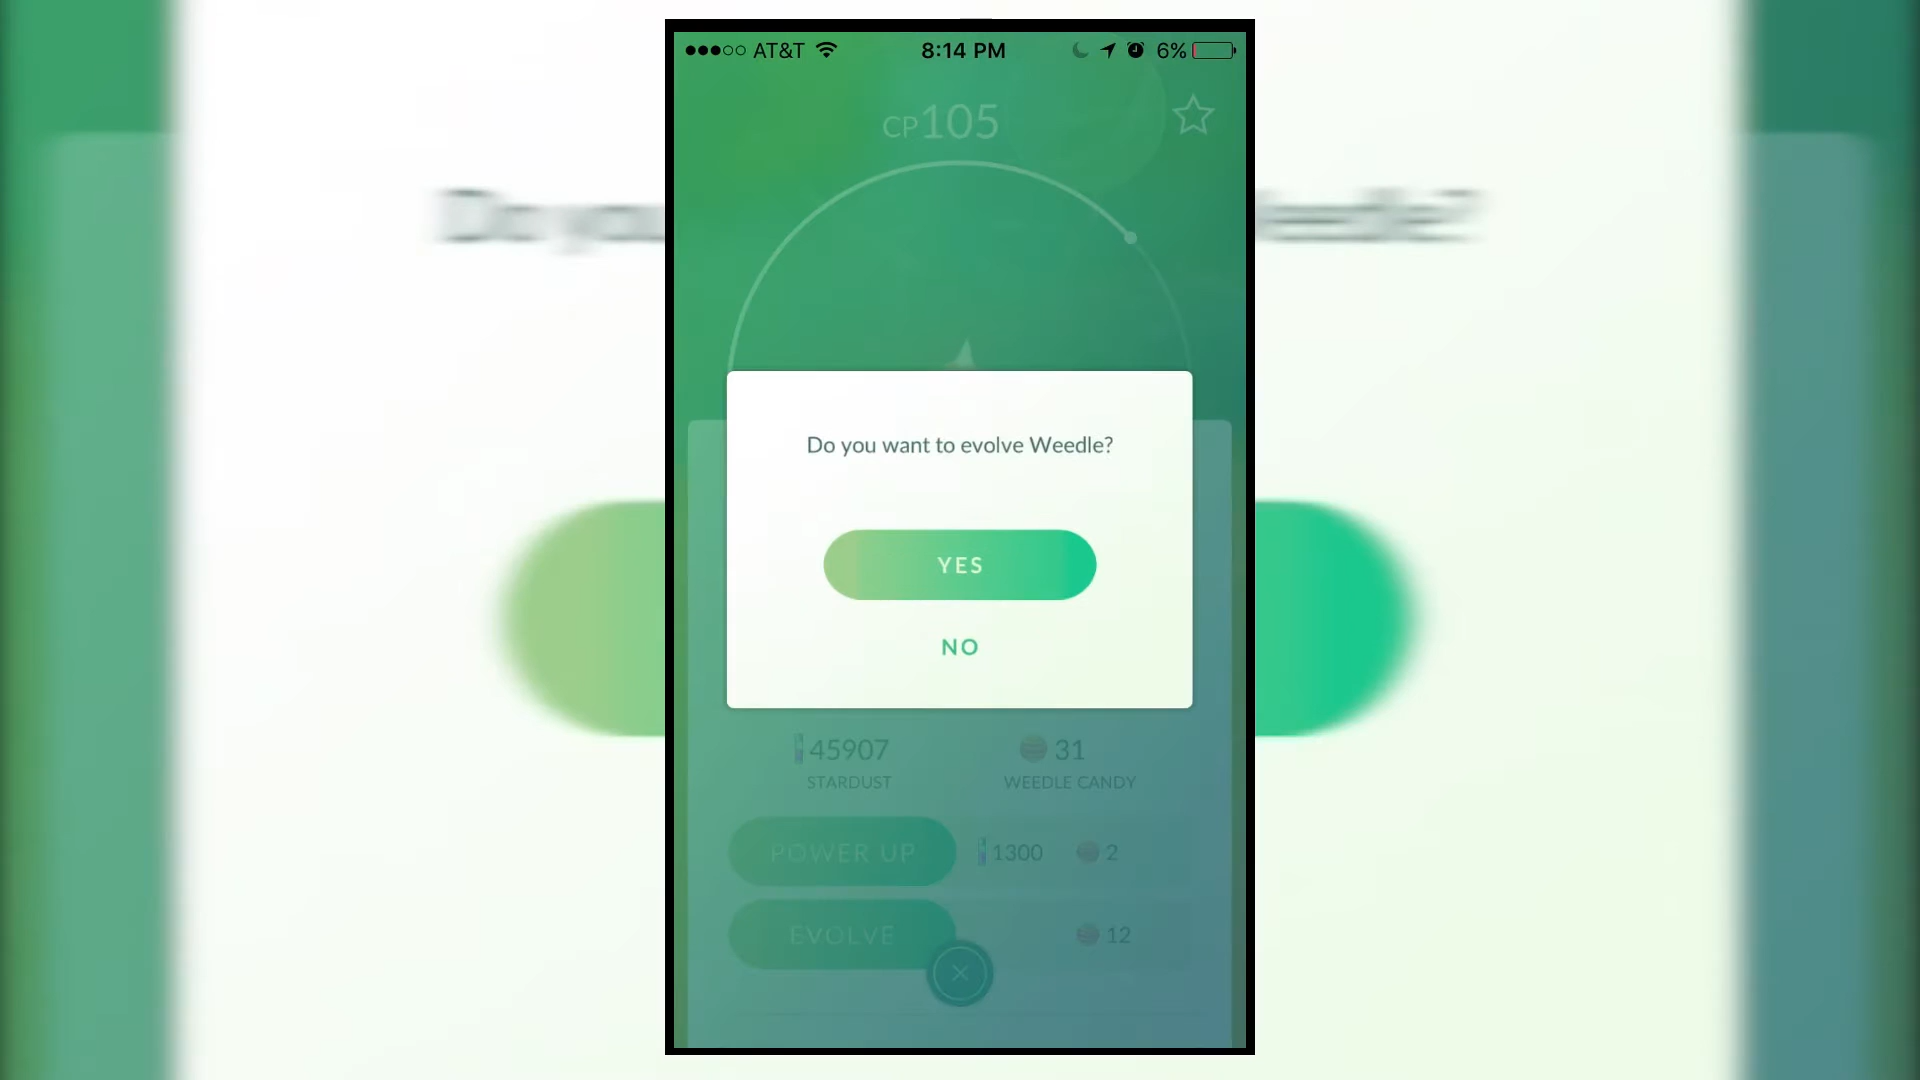 AT&T 8:14 PM 6%
CP105
Do you want to evolve Weedle?
YES
NO
45907 31
STARDUST WEEDLE CANDY
POWER UP 1300 2
EVOLVE 12